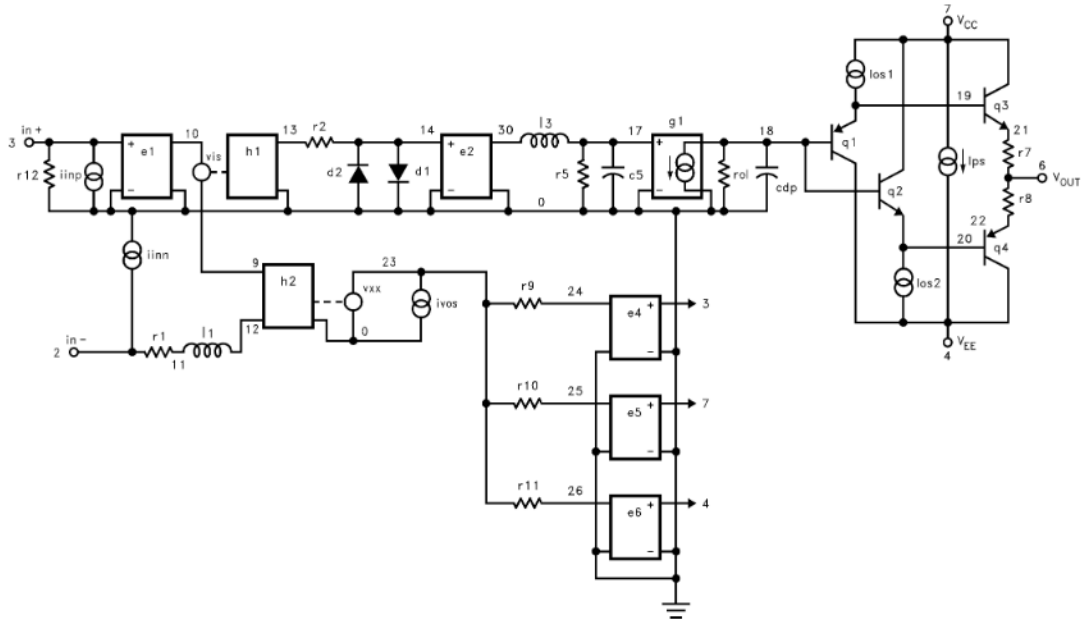 7
VCC
Ios1
in+
3
r12
iinp
+
e1
−
10
vis
h1
13
r2
d2
d1
14
+
e2
−
30
l3
r5
c5
17
g1
+
−
18
rol
cdp
q1
19
q3
21
r7
Ips
6
VOUT
r8
q2
22
20
q4
Ios2
VEE
4
0
iinn
9
h2
12
23
vxx
ivos
0
in−
2
r1
11
l1
r9
24
e4
+
−
3
r10
25
e5
+
−
7
r11
26
e6
+
−
4